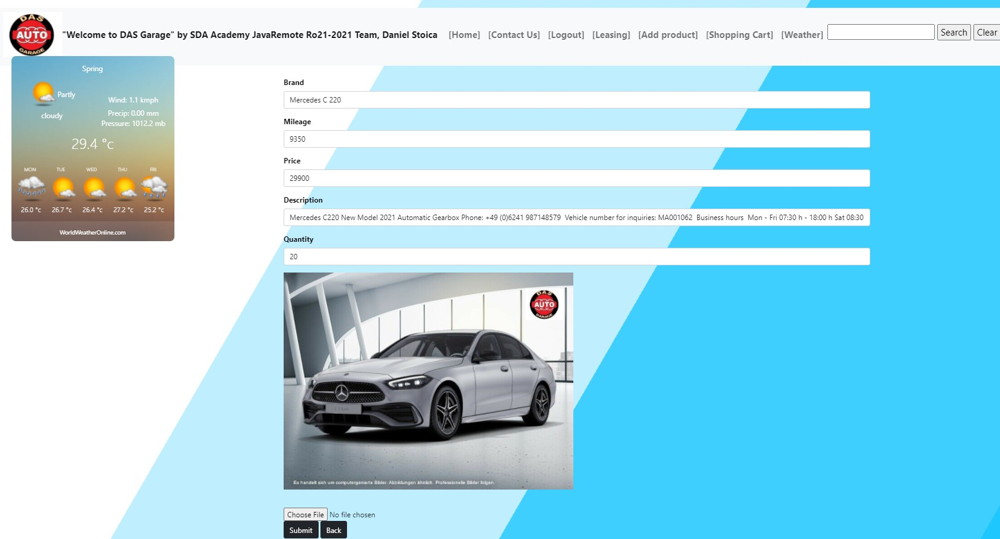 DAS
AUTO
GARAGE
"Welcome to DAS Garage" by SDA Academy JavaRemote Ro21-2021 Team, Daniel Stoica [Home] [Contact Us] [Logout] [Leasing] [Add product] [Shopping Cart] [Weather] Search Clear
Spring
Partly
cloudy
Wind: 1.1 kmph
Precip: 0.00 mm
Pressure: 1012.2 mb
29.4 °c
MON TUE WED THU FRI
26.0 °c 26.7 °c 26.4 °c 27.2 °c 25.2 °c
WorldWeatherOnline.com
Brand
Mercedes C 220
Mileage
9350
Price
29900
Description
Mercedes C220 New Model 2021 Automatic Gearbox Phone: +49 (0)6241 987148579 Vehicle number for inquiries: MA001062 Business hours Mon - Fri 07:30 h - 18:00 h Sat 08:30
Quantity
20
DAS
AUTO
GARAGE
Es handelt sich um computergenierte Bilder. Abbildungen ähnlich. Professionelle Bilder folgen.
Choose File No file chosen
Submit Back